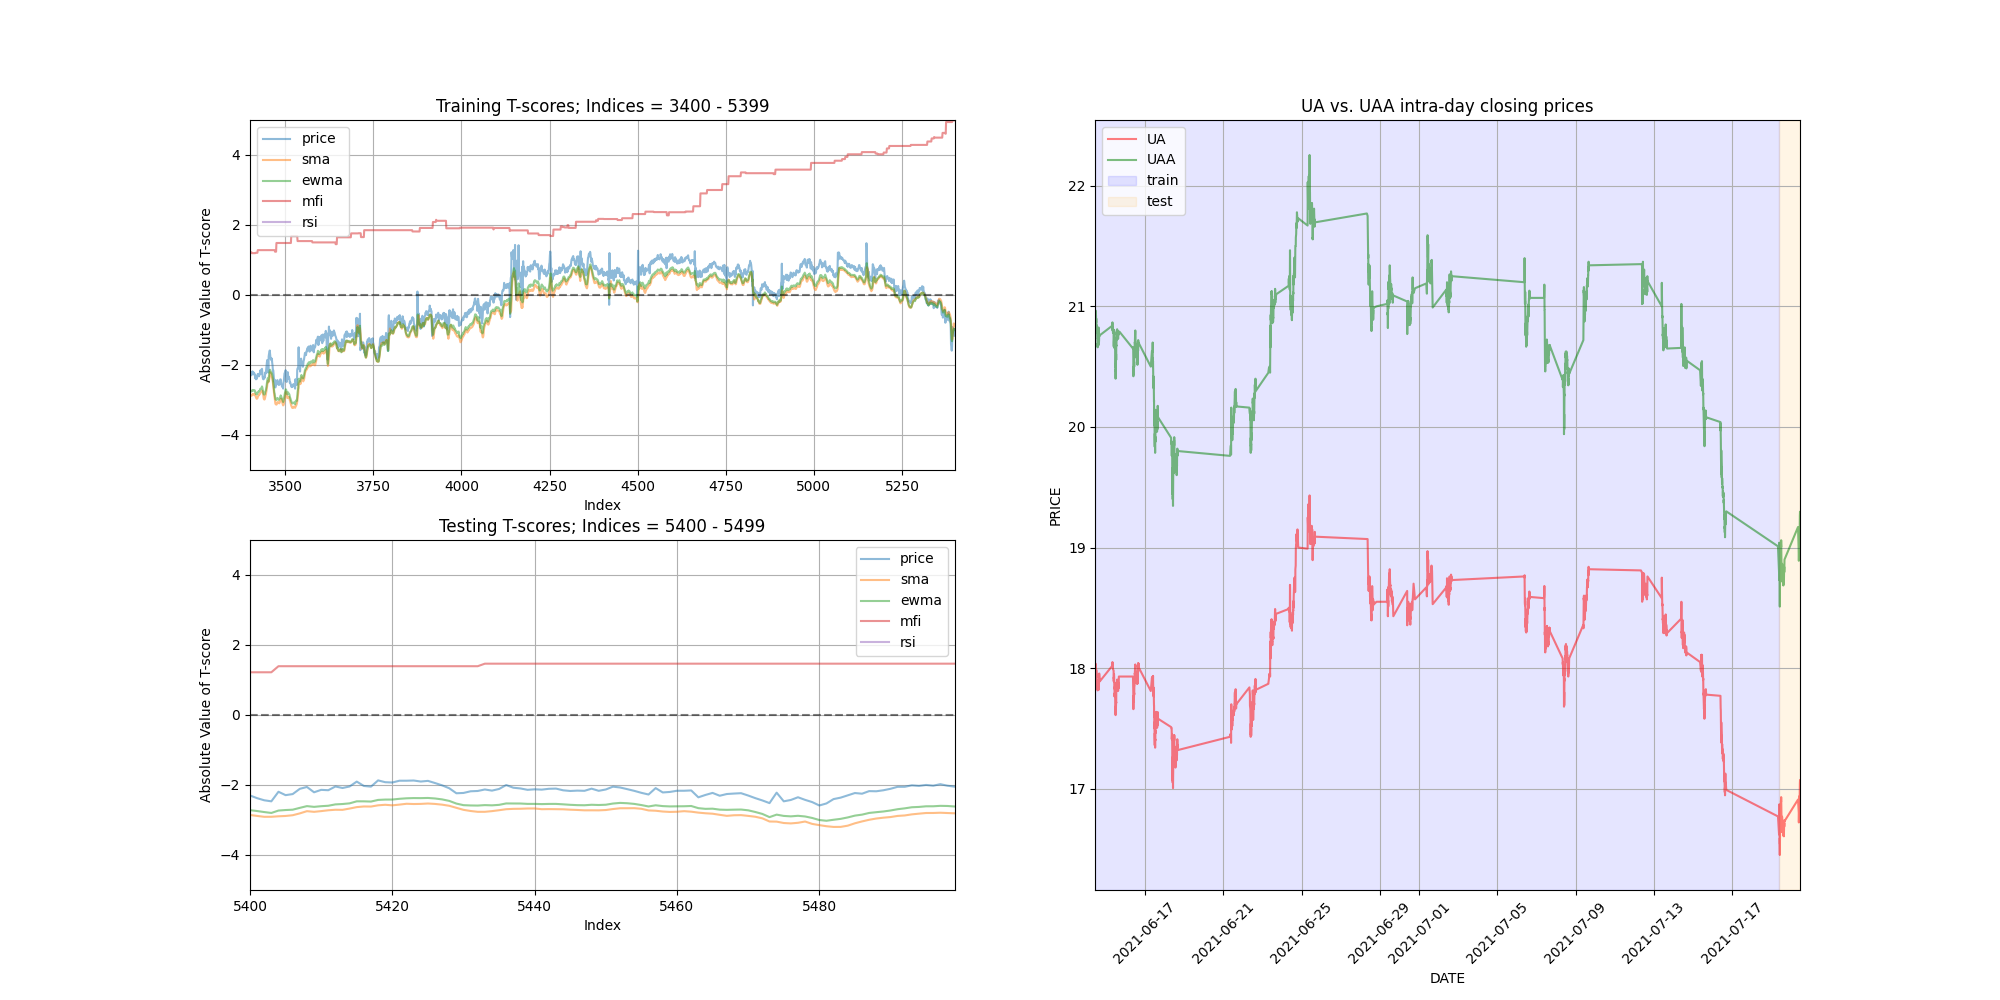 Training T-scores; Indices = 3400 - 5399
price
sma
ewma
mfi
rsi
Absolute Value of T-score
4
2
0
−2
−4
3500 3750 4000 4250 4500 4750 5000 5250
Index
Testing T-scores; Indices = 5400 - 5499
price
sma
ewma
mfi
rsi
Absolute Value of T-score
4
2
0
−2
−4
5400 5420 5440 5460 5480
Index
UA vs. UAA intra-day closing prices
UA
UAA
train
test
PRICE
22
21
20
19
18
17
2021-06-17 2021-06-21 2021-06-25 2021-06-29 2021-07-01 2021-07-05 2021-07-09 2021-07-13 2021-07-17
DATE